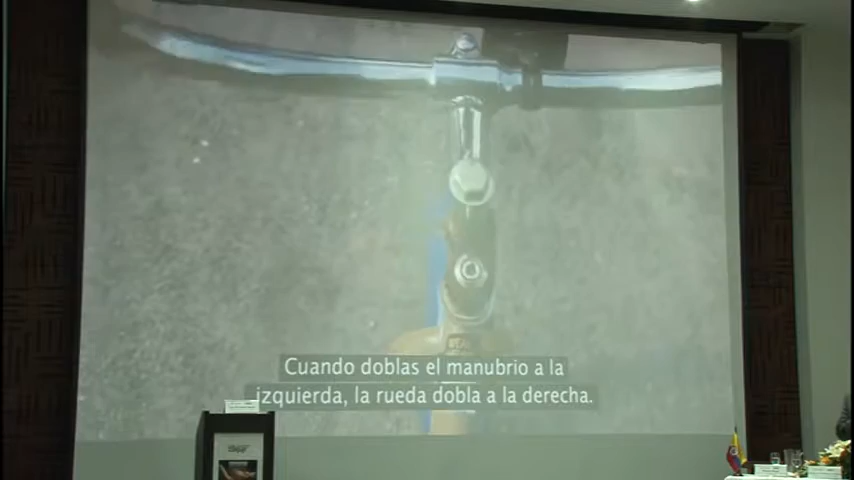 Cuando doblas el manubrio a la
izquierda, la rueda dobla a la derecha.